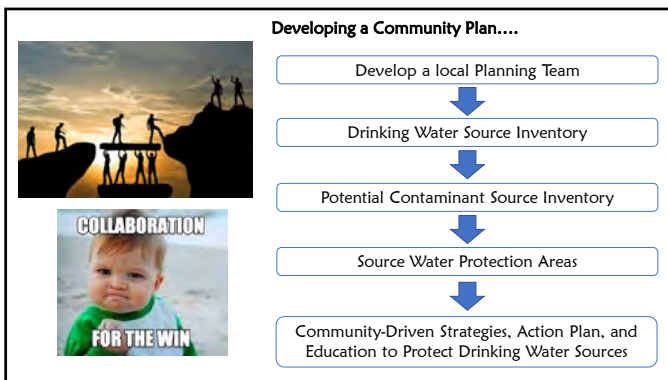 Developing a Community Plan....
Develop a local Planning Team
Drinking Water Source Inventory
Potential Contaminant Source Inventory
Source Water Protection Areas
Community-Driven Strategies, Action Plan, and
Education to Protect Drinking Water Sources
COLLABORATION
FOR THE WIN